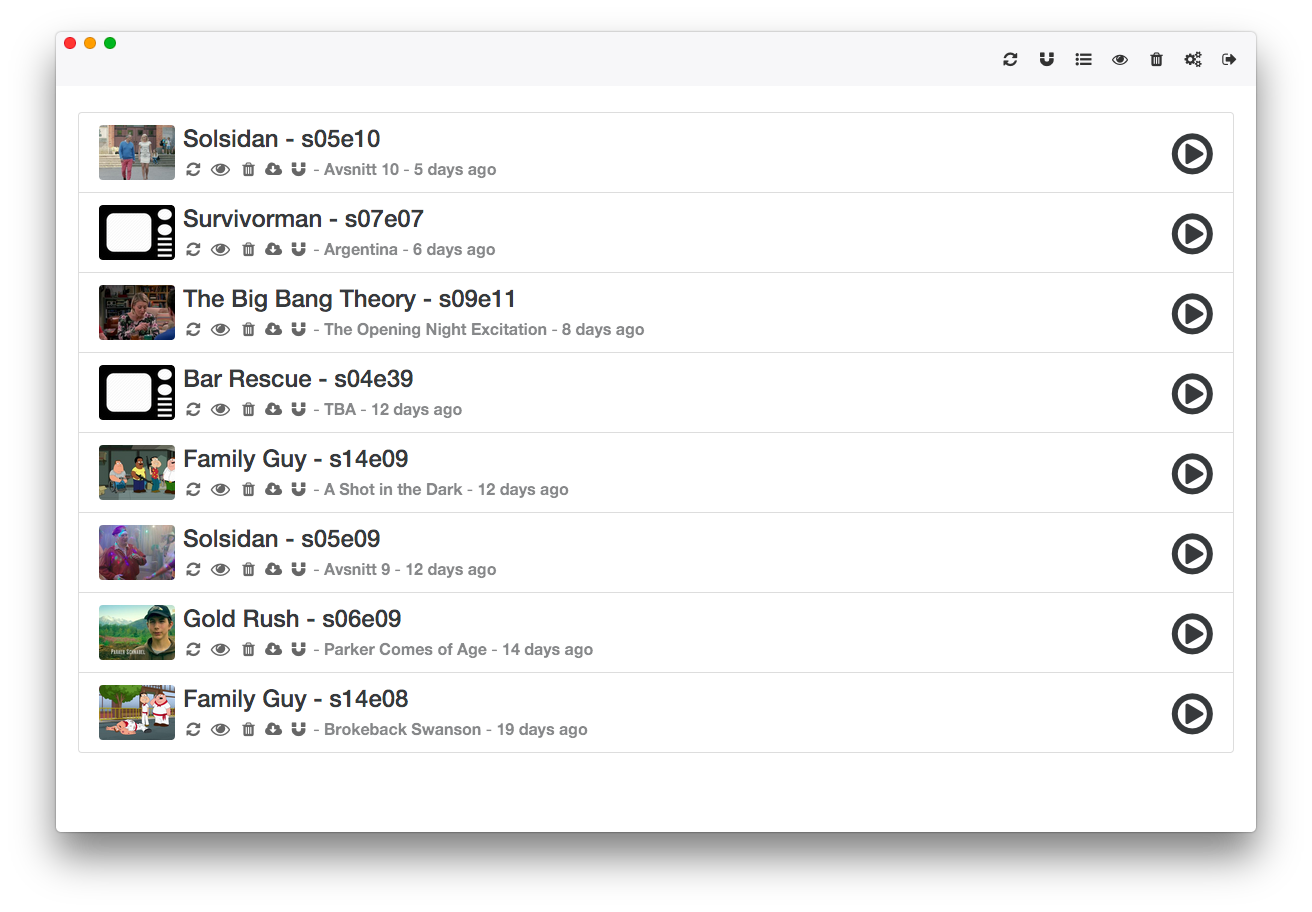 Solsidan - s05e10
- Avsnitt 10 - 5 days ago
Survivorman - s07e07
- Argentina - 6 days ago
The Big Bang Theory - s09e11
- The Opening Night Excitation - 8 days ago
Bar Rescue - s04e39
- TBA - 12 days ago
Family Guy - s14e09
- A Shot in the Dark - 12 days ago
Solsidan - s05e09
- Avsnitt 9 - 12 days ago
Gold Rush - s06e09
- Parker Comes of Age - 14 days ago
PARKER SCHNABEL
Family Guy - s14e08
- Brokeback Swanson - 19 days ago